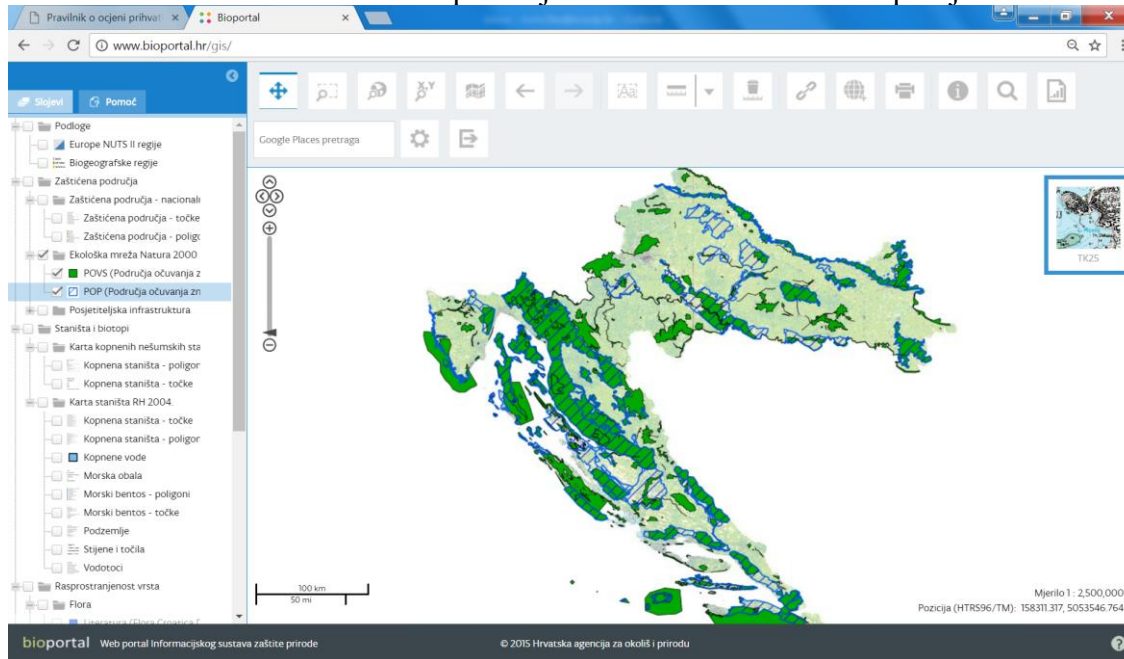 Pravilnik o ocjeni prihvat
Bioportal
www.bioportal.hr/gis/
Slojevi
Pomoć
Podloge
Europe NUTS II regije
Biogeografske regije
Zaštićena područja
Zaštićena područja - nacionaln
Zaštićena područja - točke
Zaštićena područja - poligo
Ekološka mreža Natura 2000
POVS (Područja očuvanja z
POP (Područja očuvanja zn
Posjetiteljska infrastruktura
Staništa i biotopi
Karta kopnenih nešumskih sta
Kopnena staništa - poligor
Kopnena staništa - točke
Karta staništa RH 2004.
Kopnena staništa - točke
Kopnena staništa - poligor
Kopnene vode
Morska obala
Morski bentos - poligoni
Morski bentos - točke
Podzemlje
Stijene i točila
Vodotoci
Rasprostranjenost vrsta
Flora
X,Y
Aa
Google Places pretraga
TK25
100 km
50 mi
Mjerilo 1 : 2,500,000
Pozicija (HTRS96/TM): 158311.317, 5053546.764
bioportal Web portal Informacijskog sustava zaštite prirode
© 2015 Hrvatska agencija za okoliš i prirodu